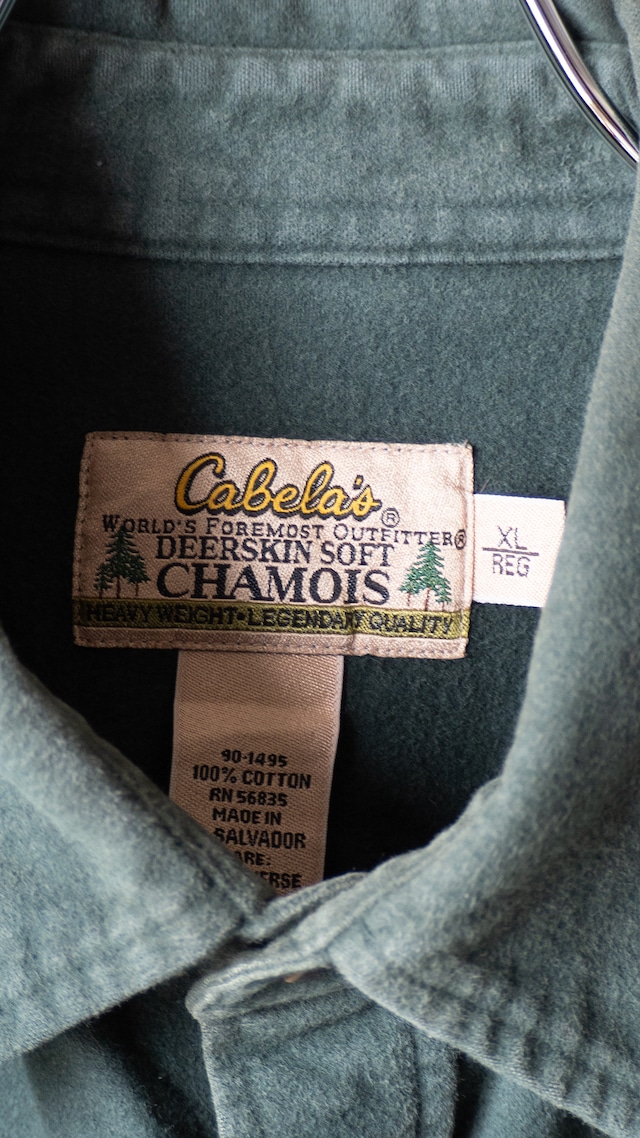 Cabela's®
WORLD'S FOREMOST OUTFITTER®
DEERSKIN SOFT
CHAMOIS
HEAVY WEIGHT•LEGENDARY QUALITY
XL
REG
90-1495
100% COTTON
RN 56835
MADE IN
SALVADOR